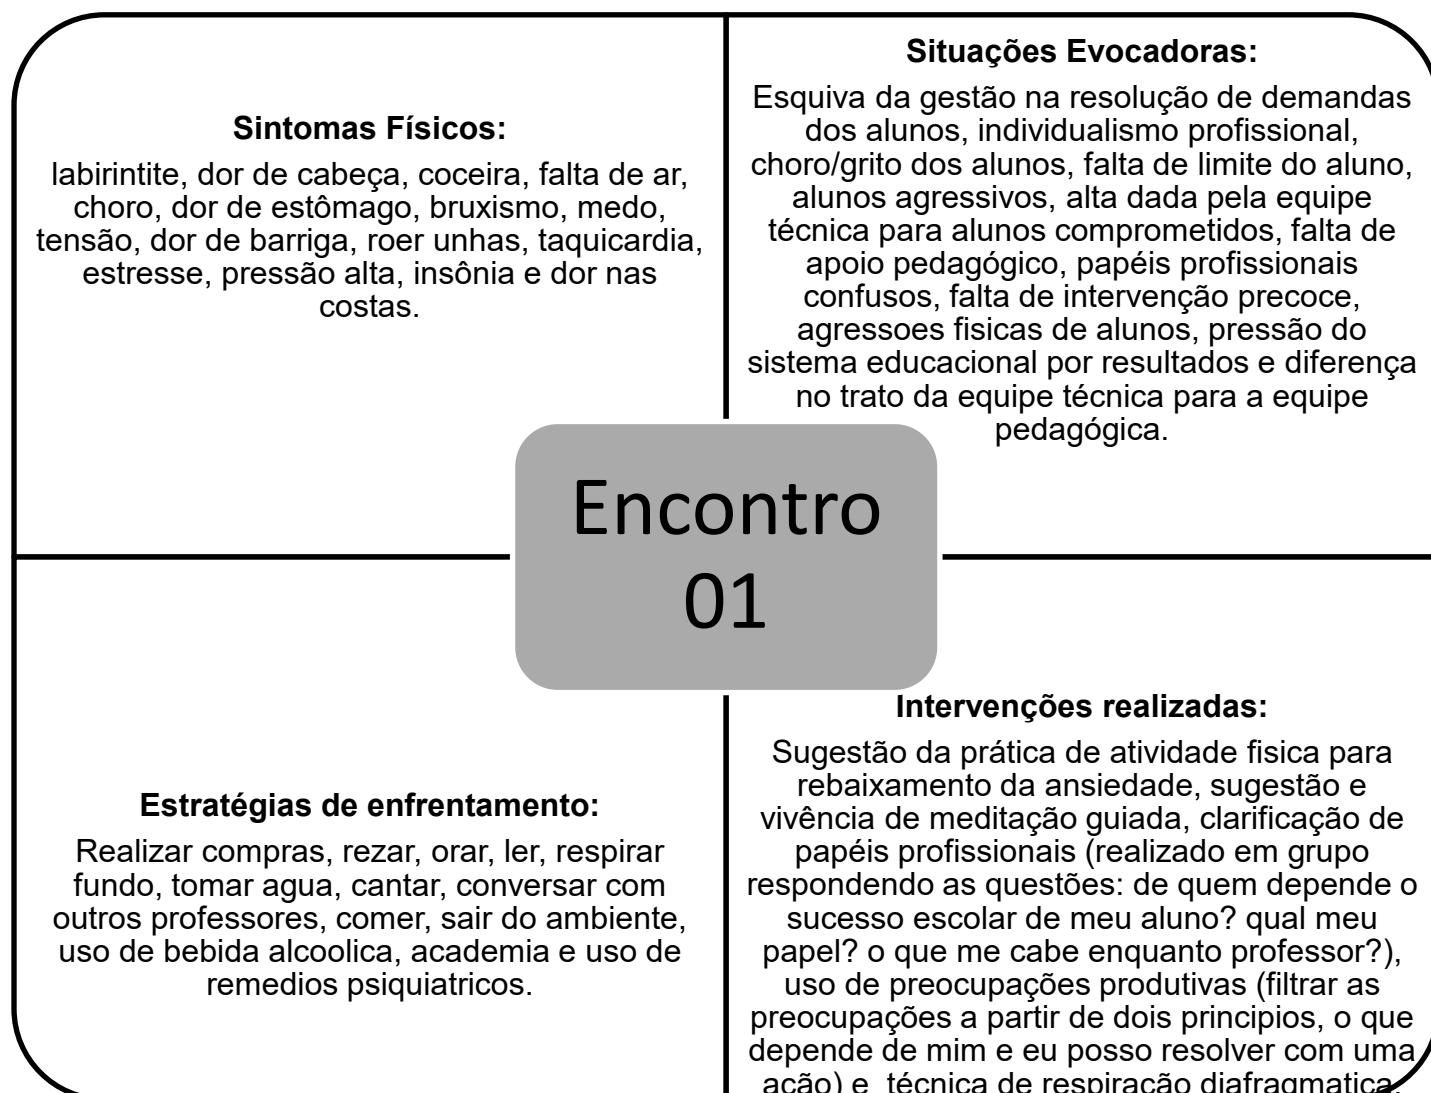 Sintomas Físicos:
labirintite, dor de cabeça, coceira, falta de ar,
choro, dor de estômago, bruxismo, medo,
tensão, dor de barriga, roer unhas, taquicardia,
estresse, pressão alta, insônia e dor nas
costas.
Situações Evocadoras:
Esquiva da gestão na resolução de demandas
dos alunos, individualismo profissional,
choro/grito dos alunos, falta de limite do aluno,
alunos agressivos, alta dada pela equipe
técnica para alunos comprometidos, falta de
apoio pedagógico, papéis profissionais
confusos, falta de intervenção precoce,
agressoes fisicas de alunos, pressão do
sistema educacional por resultados e diferença
no trato da equipe técnica para a equipe
pedagógica.
Encontro
01
Estratégias de enfrentamento:
Realizar compras, rezar, orar, ler, respirar
fundo, tomar agua, cantar, conversar com
outros professores, comer, sair do ambiente,
uso de bebida alcoolica, academia e uso de
remedios psiquiatricos.
Intervenções realizadas:
Sugestão da prática de atividade fisica para
rebaixamento da ansiedade, sugestão e
vivência de meditação guiada, clarificação de
papéis profissionais (realizado em grupo
respondendo as questões: de quem depende o
sucesso escolar de meu aluno? qual meu
papel? o que me cabe enquanto professor?),
uso de preocupações produtivas (filtrar as
preocupações a partir de dois principios, o que
depende de mim e eu posso resolver com uma
ação) e técnica de respiração diafragmatica.